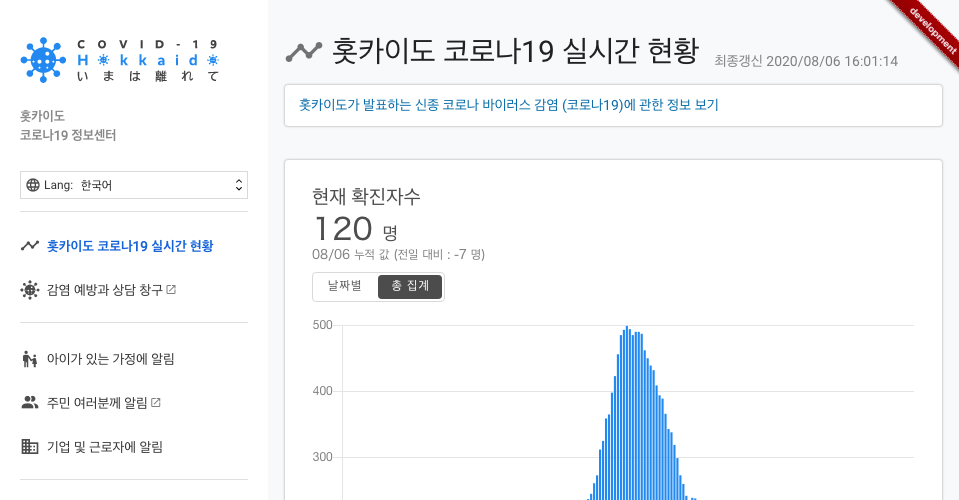 COVID-19
Hokkaido
いまは離れて
홋카이도
코로나19 정보센터
Lang: 한국어
홋카이도 코로나19 실시간 현황
감염 예방과 상담 창구
아이가 있는 가정에 알림
주민 여러분께 알림
기업 및 근로자에 알림
development
홋카이도 코로나19 실시간 현황 최종갱신 2020/08/06 16:01:14
홋카이도가 발표하는 신종 코로나 바이러스 감염 (코로나19)에 관한 정보 보기
현재 확진자수
120 명
08/06 누적 값 (전일 대비 : -7 명)
날짜별 총 집계
500
400
300